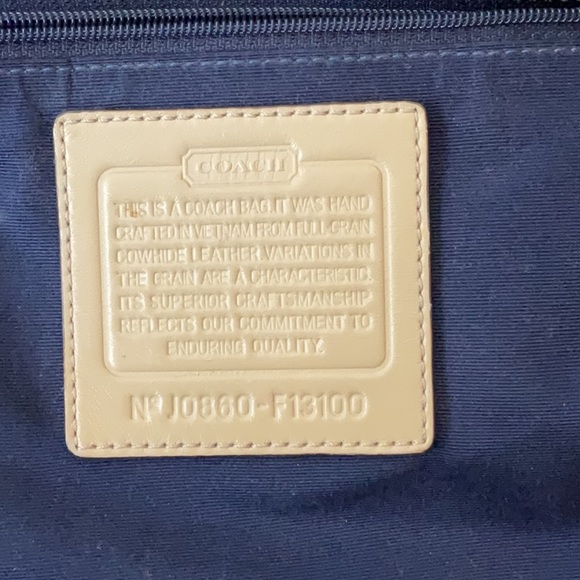 COACH
THIS IS A COACH BAG.IT WAS HAND
CRAFTED IN VIETNAM FROM FULL-GRAIN
COWHIDE LEATHER VARIATIONS IN
THE GRAIN ARE A CHARACTERISTIC.
ITS SUPERIOR CRAFTSMANSHIP
REFLECTS OUR COMMITMENT TO
ENDURING QUALITY.
Nº J0860-F13100